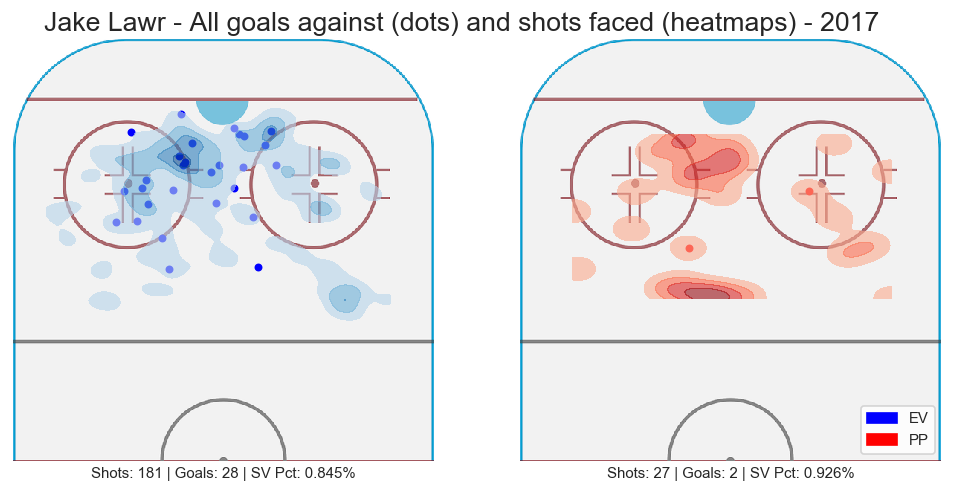 Jake Lawr - All goals against (dots) and shots faced (heatmaps) - 2017
EV
PP
Shots: 181 | Goals: 28 | SV Pct: 0.845%
Shots: 27 | Goals: 2 | SV Pct: 0.926%